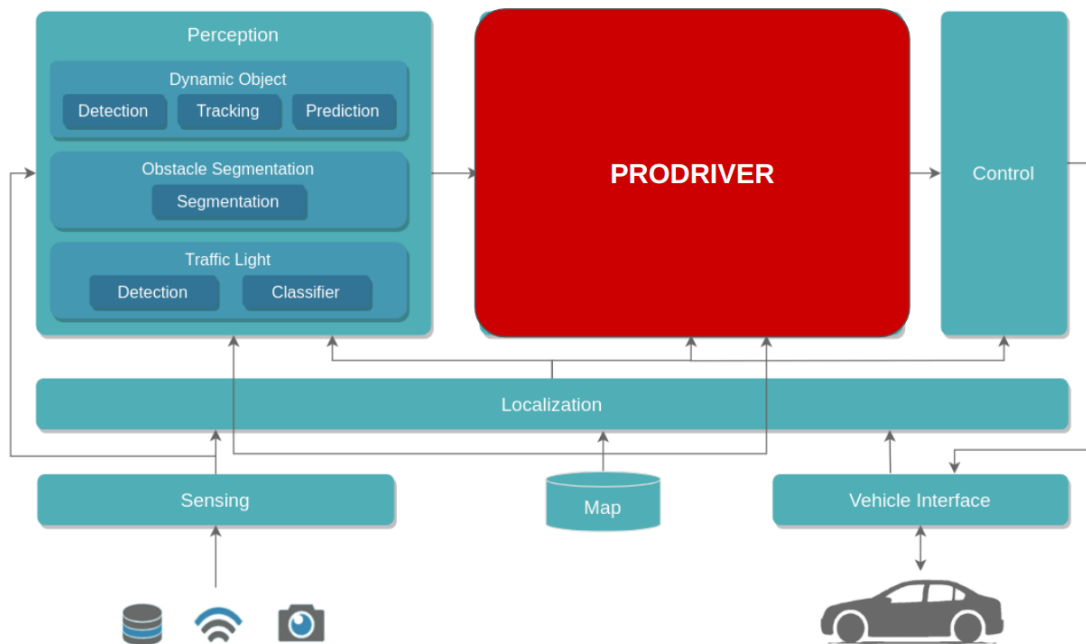 Perception
Dynamic Object
Detection Tracking Prediction
Obstacle Segmentation
Segmentation
Traffic Light
Detection Classifier
PRODRIVER
Control
Localization
Sensing
Map
Vehicle Interface